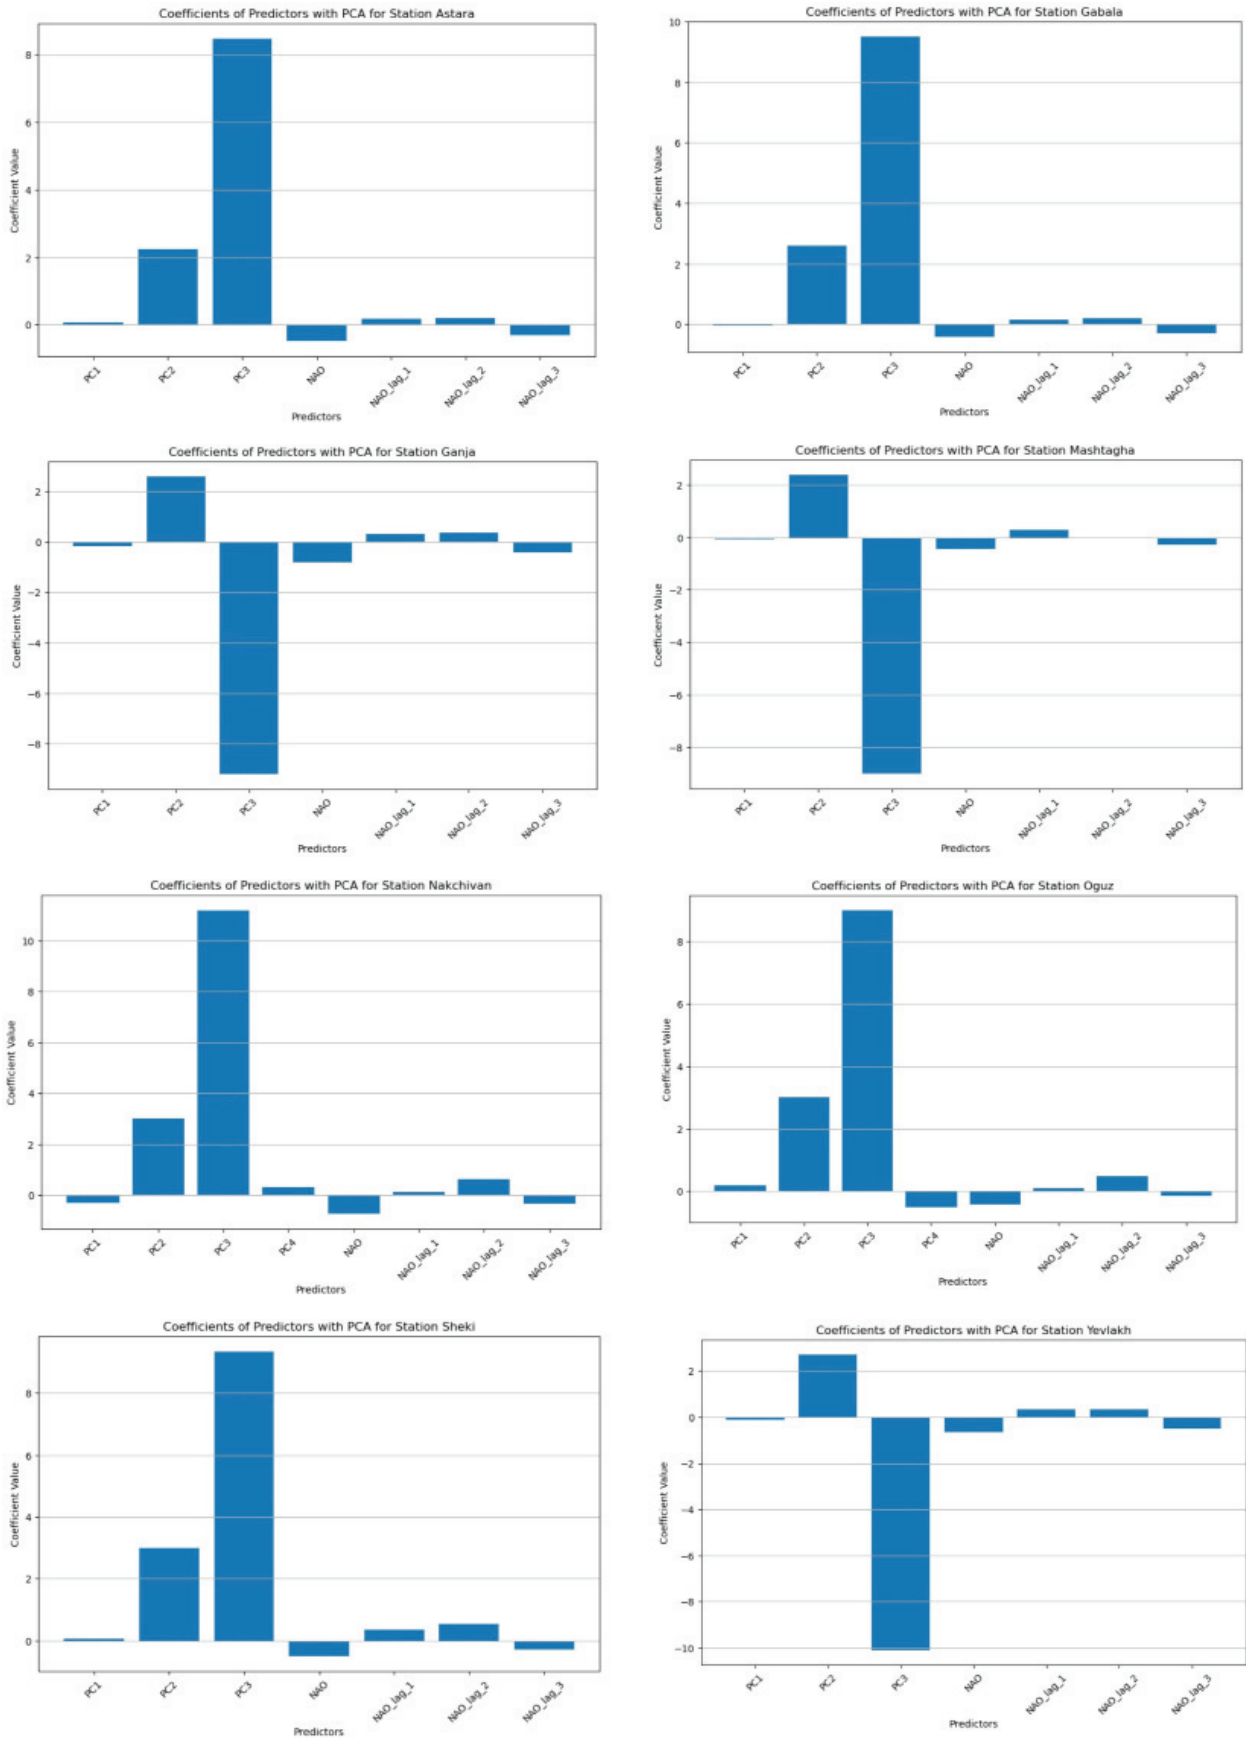 Coefficients of Predictors with PCA for Station Astara
Coefficient Value
8
6
4
2
0
PC1
PC2
PC3
NAO
NAO_lag_1
NAO_lag_2
NAO_lag_3
Predictors
Coefficients of Predictors with PCA for Station Gabala
Coefficient Value
10
8
6
4
2
0
PC1
PC2
PC3
NAO
NAO_lag_1
NAO_lag_2
NAO_lag_3
Predictors
Coefficients of Predictors with PCA for Station Ganja
Coefficient Value
2
0
−2
−4
−6
−8
PC1
PC2
PC3
NAO
NAO_lag_1
NAO_lag_2
NAO_lag_3
Predictors
Coefficients of Predictors with PCA for Station Mashtagha
Coefficient Value
2
0
−2
−4
−6
−8
PC1
PC2
PC3
NAO
NAO_lag_1
NAO_lag_2
NAO_lag_3
Predictors
Coefficients of Predictors with PCA for Station Nakchivan
Coefficient Value
10
8
6
4
2
0
PC1
PC2
PC3
PC4
NAO
NAO_lag_1
NAO_lag_2
NAO_lag_3
Predictors
Coefficients of Predictors with PCA for Station Oguz
Coefficient Value
8
6
4
2
0
PC1
PC2
PC3
PC4
NAO
NAO_lag_1
NAO_lag_2
NAO_lag_3
Predictors
Coefficients of Predictors with PCA for Station Sheki
Coefficient Value
8
6
4
2
0
PC1
PC2
PC3
NAO
NAO_lag_1
NAO_lag_2
NAO_lag_3
Predictors
Coefficients of Predictors with PCA for Station Yevlakh
Coefficient Value
2
0
−2
−4
−6
−8
−10
PC1
PC2
PC3
NAO
NAO_lag_1
NAO_lag_2
NAO_lag_3
Predictors